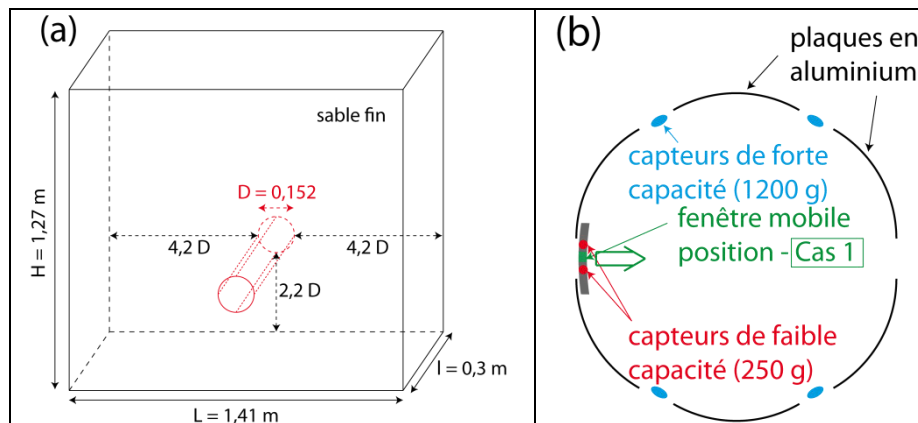 (a)
sable fin
D = 0,152
4,2 D
4,2 D
2,2 D
H = 1,27 m
l = 0,3 m
L = 1,41 m
(b)
plaques en
aluminium
capteurs de forte
capacité (1200 g)
fenêtre mobile
position - Cas 1
capteurs de faible
capacité (250 g)